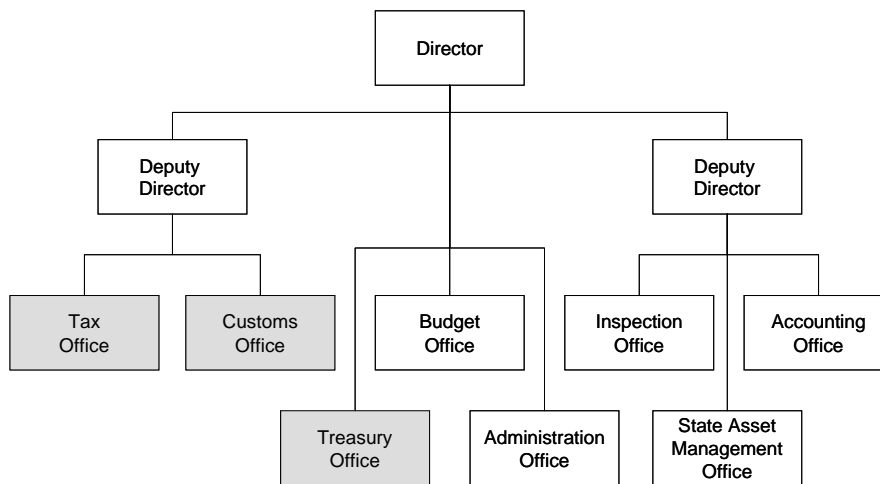 Director
Deputy
Director
Deputy
Director
Tax
Office
Customs
Office
Budget
Office
Inspection
Office
Accounting
Office
Treasury
Office
Administration
Office
State Asset
Management
Office